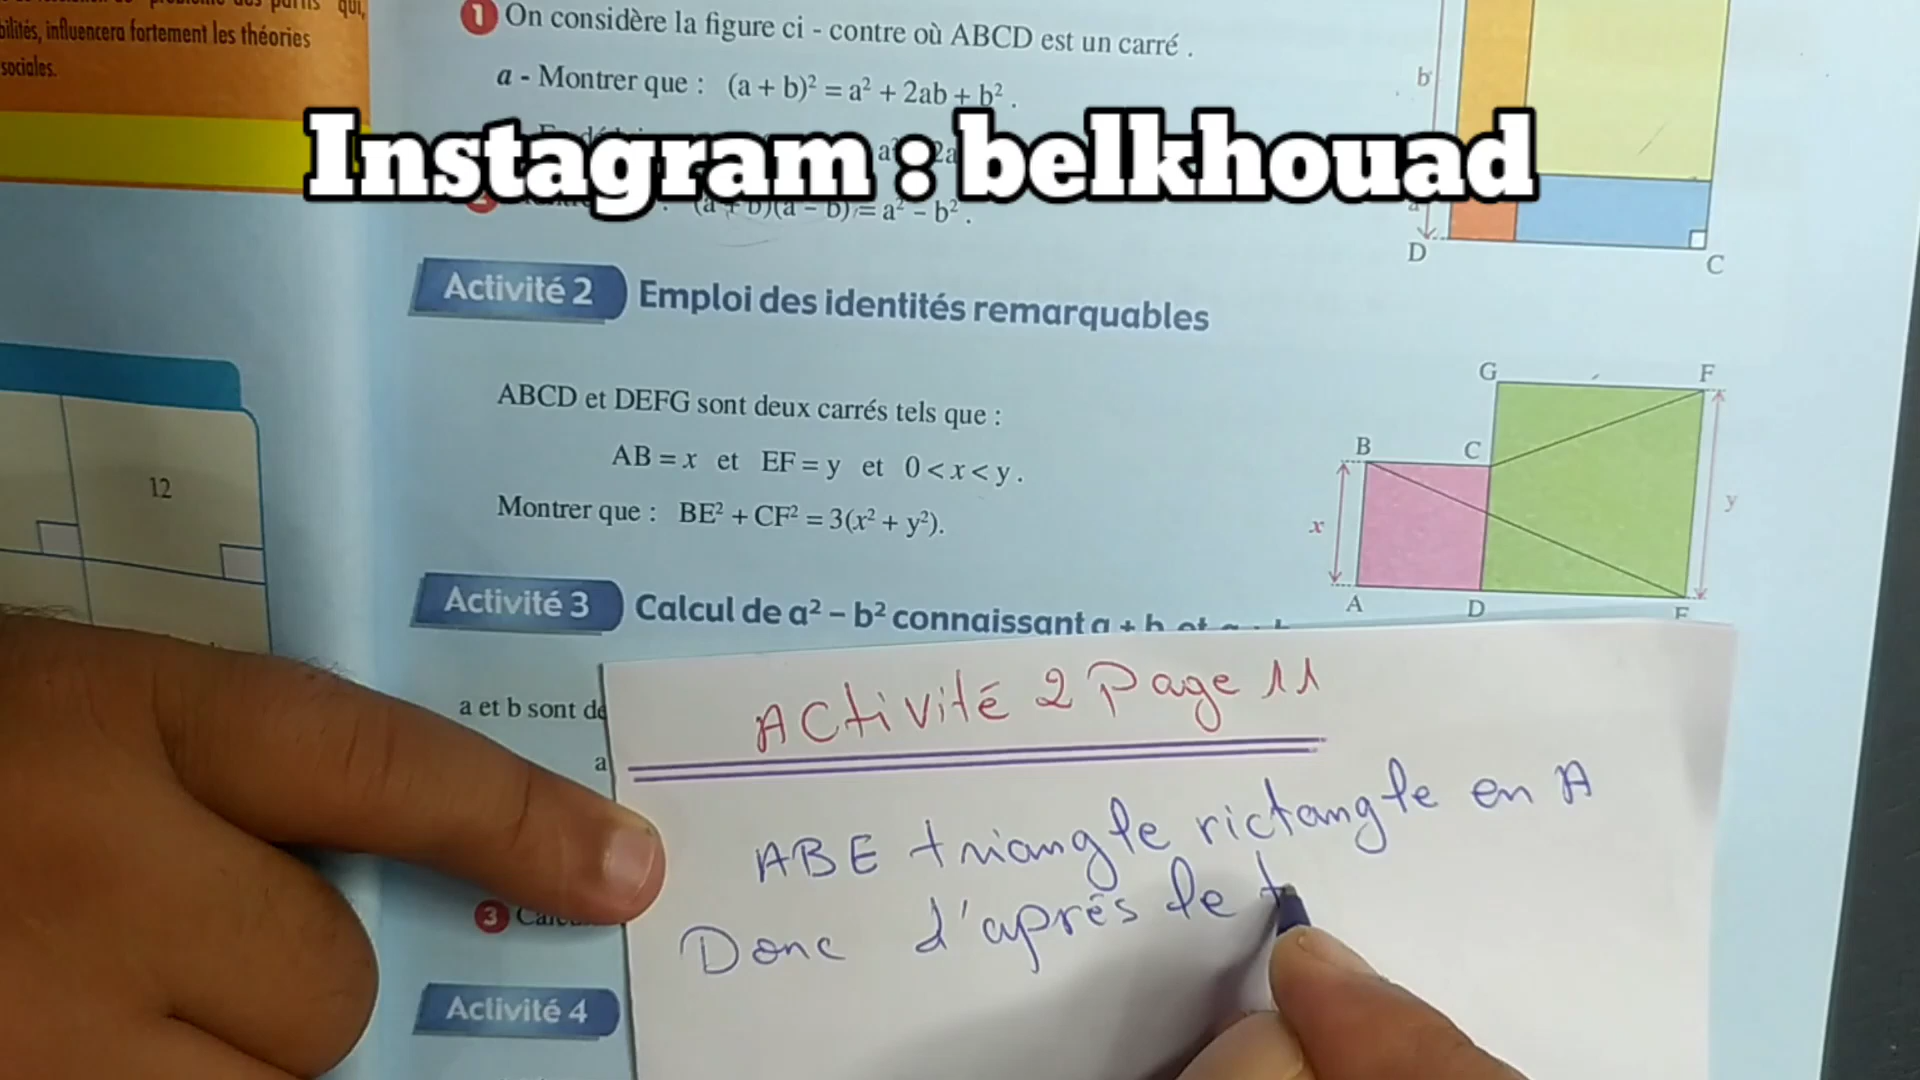 qui,
influencera fortement les théories
sociales.
12
1 On considère la figure ci - contre où ABCD est un carré .
a - Montrer que : (a + b)² = a² + 2ab + b² .
Instagram : belkhouad
(a + b)(a – b) = a² – b² .
b
a
D
C
Activité 2 Emploi des identités remarquables
ABCD et DEFG sont deux carrés tels que :
AB = x et EF = y et 0 < x < y .
Montrer que : BE² + CF² = 3(x² + y²).
G
F
B
C
x
y
A
D
E
Activité 3 Calcul de a² – b² connaissant a + b et
a et b sont
a
3
Activité 4
ACtivité 2 Page 11
ABE triangle rictangle en A
Donc d'aprés le t